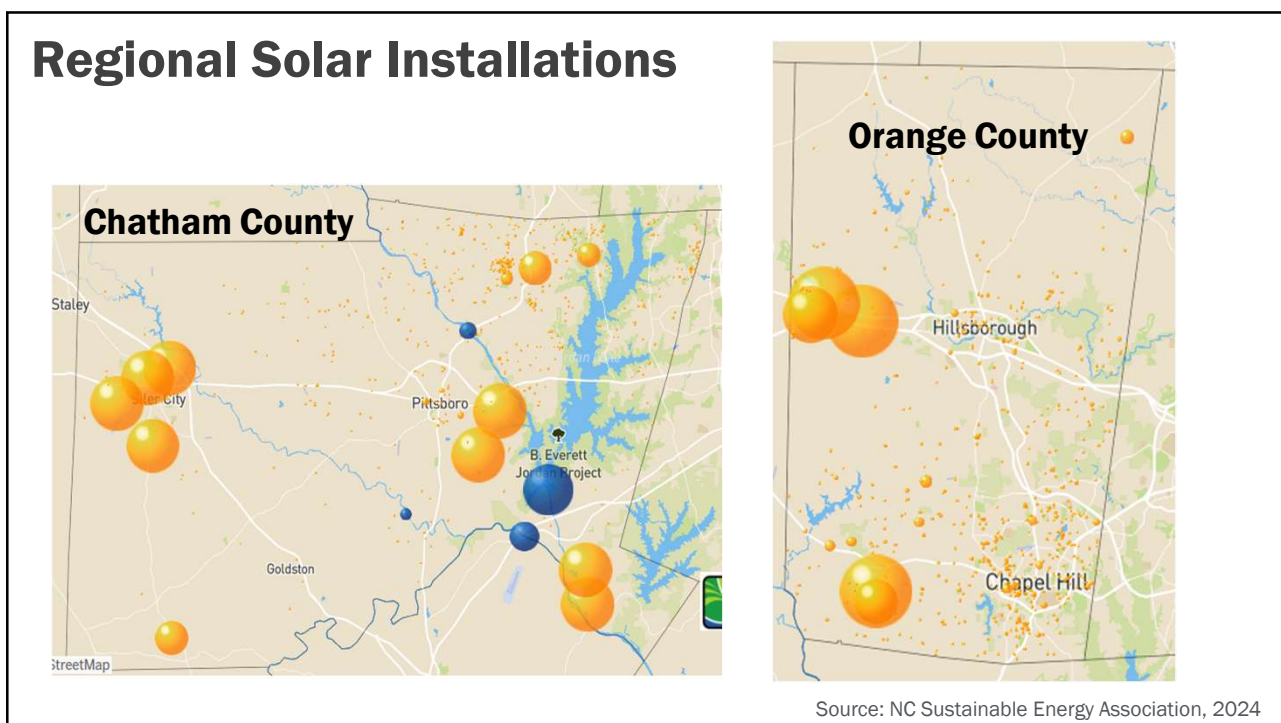 Regional Solar Installations
Chatham County
Staley
Pittsboro
B. Everett
Jordan Project
Goldston
StreetMap
Orange County
Hillsborough
Chapel Hill
Source: NC Sustainable Energy Association, 2024